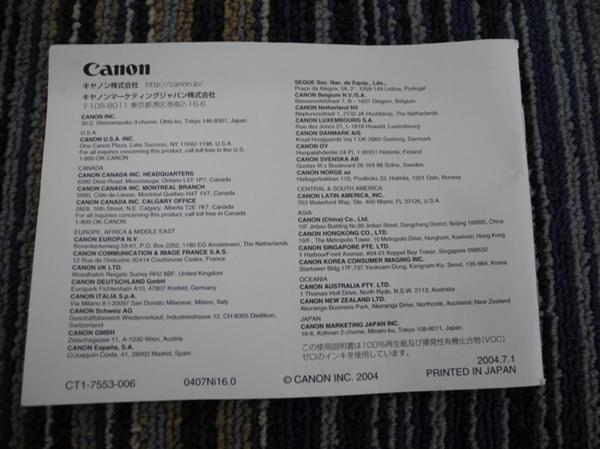 Canon
キヤノン株式会社 http://canon.jp/
キヤノンマーケティングジャパン株式会社
〒108-8011 東京都港区港南2-16-6
CANON INC.
30-2, Shimomaruko 3-chome, Ohta-ku, Tokyo 146-8501, Japan
U.S.A.
CANON U.S.A. INC.
One Canon Plaza, Lake Success, NY 11042-1198, U.S.A.
For all inquiries concerning this product, call toll free in the U.S.
1-800-OK-CANON
CANADA
CANON CANADA INC. HEADQUARTERS
6390 Dixie Road, Mississauga, Ontario L5T 1P7, Canada
CANON CANADA INC. MONTREAL BRANCH
5990, Côte-de-Liesse, Montréal Québec H4T 1V7, Canada
CANON CANADA INC. CALGARY OFFICE
2828, 16th Street, N.E. Calgary, Alberta T2E 7K7, Canada
For all inquiries concerning this product, call toll free in Canada
1-800-OK-CANON
EUROPE, AFRICA & MIDDLE EAST
CANON EUROPA N.V.
Bovenkerkerweg 59-61, P.O. Box 2262, 1180 EG Amstelveen, The Netherlands
CANON COMMUNICATION & IMAGE FRANCE S.A.S.
12 Rue de l'Industrie 92414 Courbevoie Cedex, France
CANON UK LTD.
Woodhatch Reigate Surrey RH2 8BF, United Kingdom
CANON DEUTSCHLAND GmbH
Europark Fichtenhain A10, 47807 Krefeld, Germany
CANON ITALIA S.p.A.
Via Milano 8 I-20097 San Donato Milanese, Milano, Italy
CANON Schweiz AG
Geschäftsbereich Wiederverkauf, Industriestrasse 12, CH-8305 Dietlikon,
Switzerland
CANON GMBH
Zetschegasse 11, A-1230 Wien, Austria
CANON España, S.A.
C/Joaquín Costa, 41, 28002 Madrid, Spain
SEQUE Soc. Nac. de Equip., Lda.,
Praça da Alegria, 58, 2°, 1269-149 Lisboa, Portugal
CANON Belgium N.V./S.A.
Bessenveldstraat 7, B - 1831 Diegem, Belgium
CANON Netherland NV.
Neptunusstraat 1, 2132 JA Hoofddorp, The Netherlands
CANON LUXEMBOURG S.A.
Rue des Joncs 21, L-1818 Howald, Luxembourg
CANON DANMARK A/S
Knud Hojgaards Vej 1 DK-2860 Soeborg, Danmark
CANON OY
Huopalahdentie 24 PL 1 00351 Helsinki, Finland
CANON SVENSKA AB
Gustav III:s Boulevard 26 169 88 Solna, Sweden
CANON NORGE as
Hallagerbakken 110, Postboks 33, Holmlia, 1201 Oslo, Norway
CENTRAL & SOUTH AMERICA
CANON LATIN AMERICA, INC.
703 Waterford Way, Ste. 400 Miami, FL 33126, U.S.A.
ASIA
CANON (China) Co., Ltd.
15F Jinbao Building No.89 Jinbao Street, Dongcheng District, Beijing 100005, China
CANON HONGKONG CO., LTD.
19/F., The Metropolis Tower, 10 Metropolis Drive, Hunghom, Kowloon, Hong Kong
CANON SINGAPORE PTE. LTD.
1 HarbourFront Avenue, #04-01 Keppel Bay Tower, Singapore 098632
CANON KOREA CONSUMER IMAGING INC.
Startower Bldg.17F,737,Yeoksam-Dong, Kangnam-Ku, Seoul, 135-984, Korea
OCEANIA
CANON AUSTRALIA PTY. LTD.
1 Thomas Holt Drive, North Ryde, N.S.W. 2113, Australia
CANON NEW ZEALAND LTD.
Akoranga Business Park, Akoranga Drive, Northcote, Auckland, New Zealand
JAPAN
CANON MARKETING JAPAN INC.
16-6, Kohnan 2-chome, Minato-ku, Tokyo 108-8011, Japan
この使用説明書は100%再生紙及び揮発性有機化合物（VOC）
ゼロのインキを使用しています。
2004.7.1
CT1-7553-006 0407Ni16.0 © CANON INC. 2004 PRINTED IN JAPAN